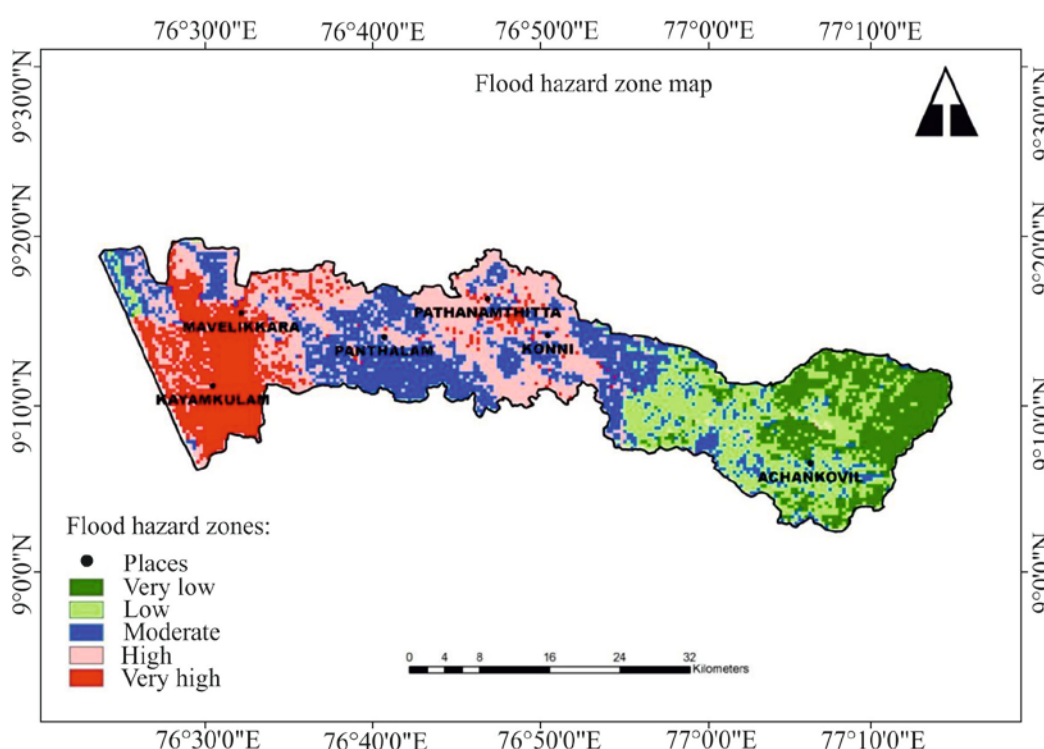 76°30'0"E 76°40'0"E 76°50'0"E 77°0'0"E 77°10'0"E
Flood hazard zone map
9°30'0"N 9°30'0"N
9°20'0"N 9°20'0"N
PATHANAMTHITTA
MAVELIKKARA
PANTHALAM KONNI
9°10'0"N 9°10'0"N
KAYAMKULAM
ACHANKOVIL
Flood hazard zones:
Places
9°0'0"N 9°0'0"N
Very low
Low
Moderate
High
Very high
0 4 8 16 24 32
Kilometers
76°30'0"E 76°40'0"E 76°50'0"E 77°0'0"E 77°10'0"E